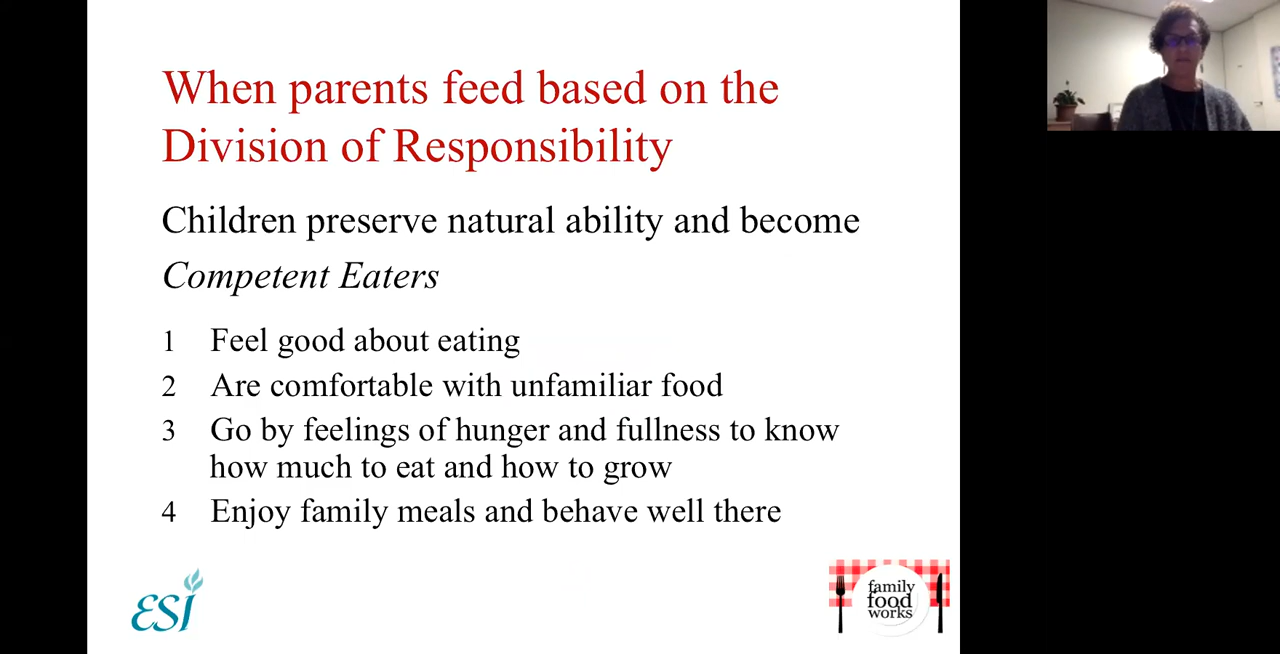 When parents feed based on the
Division of Responsibility
Children preserve natural ability and become
Competent Eaters
1 Feel good about eating
2 Are comfortable with unfamiliar food
3 Go by feelings of hunger and fullness to know
how much to eat and how to grow
4 Enjoy family meals and behave well there
ESI
family
food
works